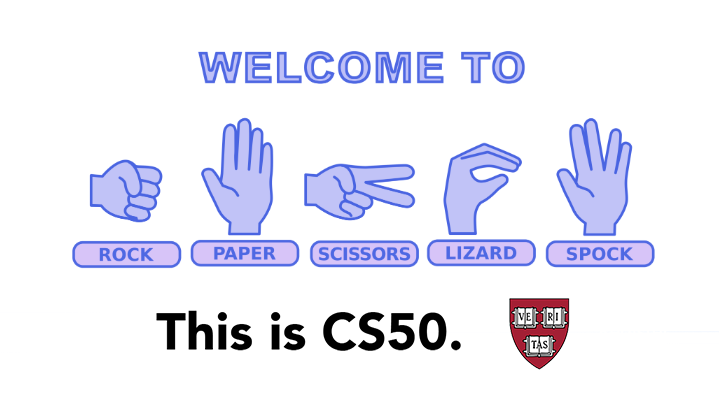 WELCOME TO
ROCK PAPER SCISSORS LIZARD SPOCK
This is CS50.
VE RI
TAS